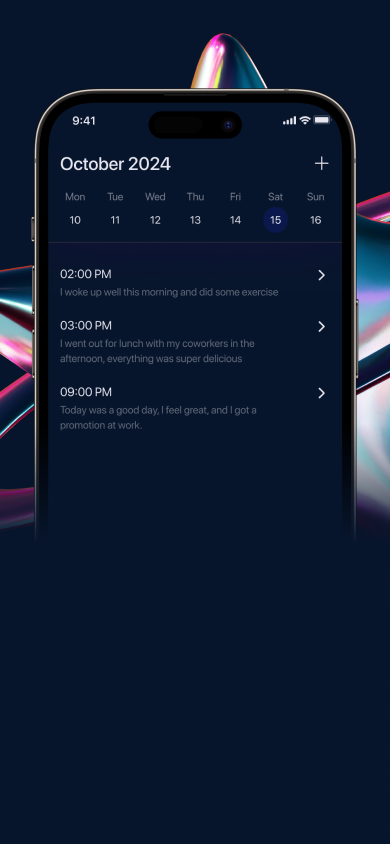 9:41
October 2024
Mon Tue Wed Thu Fri Sat Sun
10 11 12 13 14 15 16
02:00 PM
I woke up well this morning and did some exercise
03:00 PM
I went out for lunch with my coworkers in the
afternoon, everything was super delicious
09:00 PM
Today was a good day, I feel great, and I got a
promotion at work.